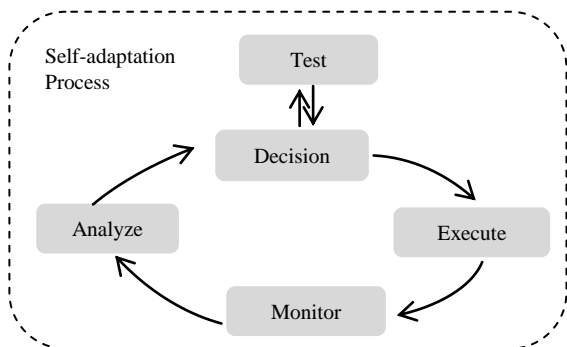 Self-adaptation
Process
Test
Decision
Analyze
Execute
Monitor